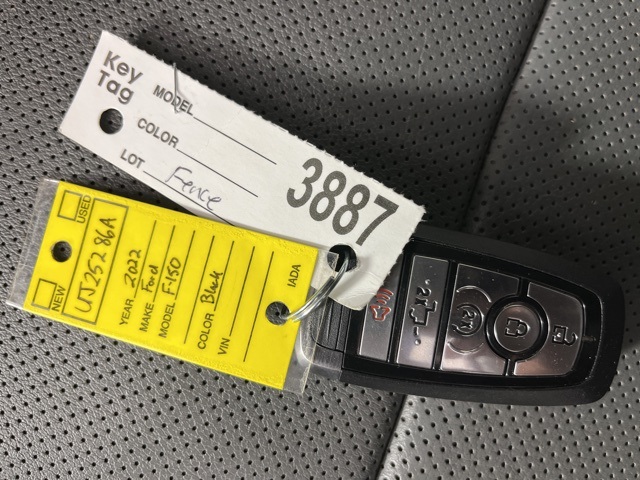 Key
Tag
MODEL
COLOR
LOT Fence
3887
USED
NEW
UJ25286A
YEAR 2022
MAKE Ford
MODEL F-150
COLOR Black
VIN
IADA
2x